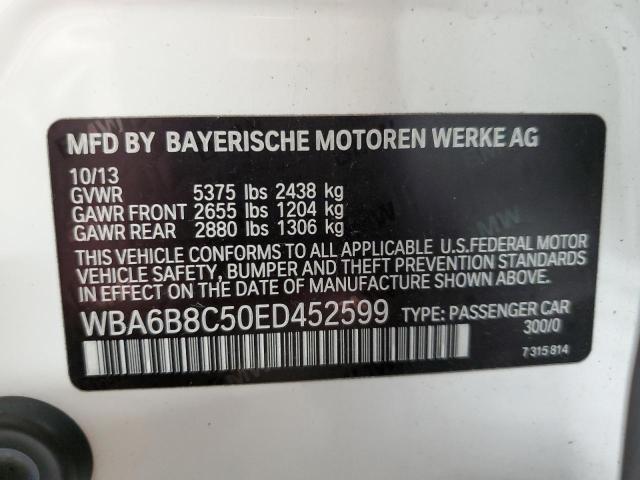 MFD BY BAYERISCHE MOTOREN WERKE AG
10/13
GVWR 5375 lbs 2438 kg
GAWR FRONT 2655 lbs 1204 kg
GAWR REAR 2880 lbs 1306 kg
THIS VEHICLE CONFORMS TO ALL APPLICABLE U.S.FEDERAL MOTOR
VEHICLE SAFETY, BUMPER AND THEFT PREVENTION STANDARDS
IN EFFECT ON THE DATE OF MANUFACTURE SHOWN ABOVE.
WBA6B8C50ED452599 TYPE: PASSENGER CAR
300/0
7 315 814